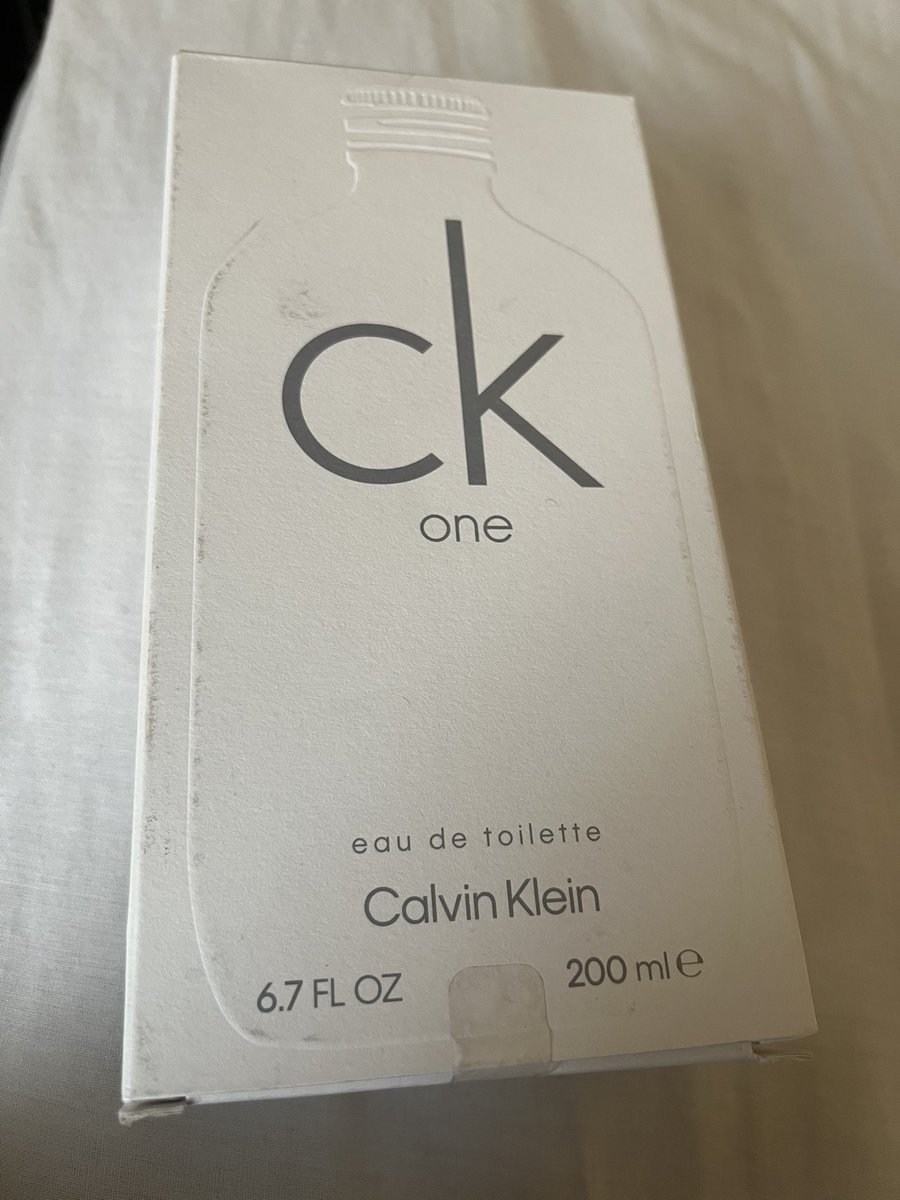 ck
one
eau de toilette
Calvin Klein
6.7 FL OZ 200 ml ℮